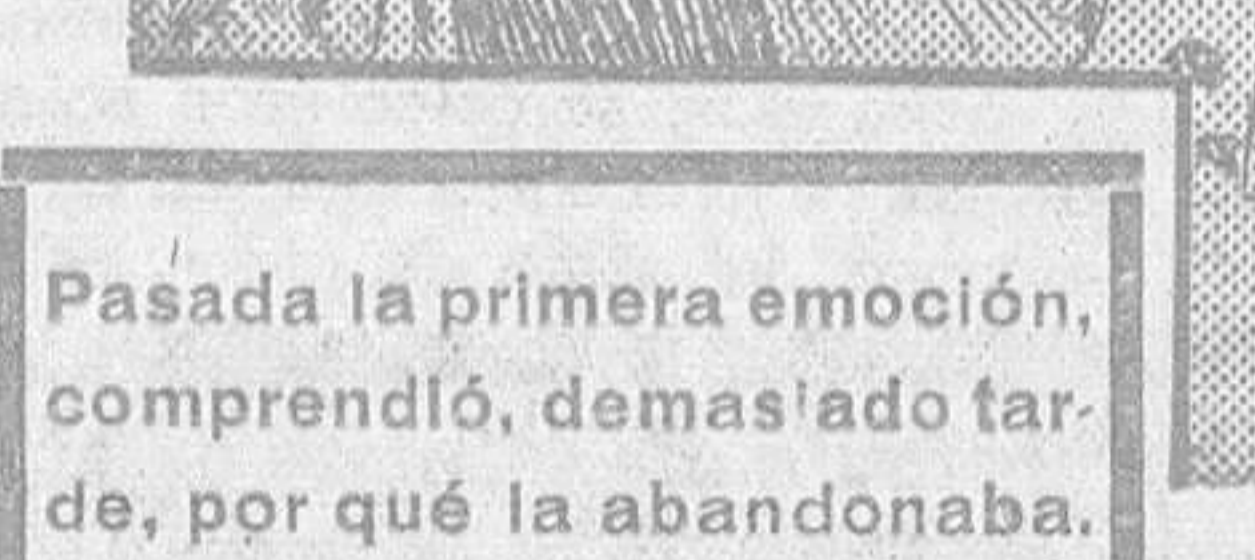 Pasada la primera emoción,
comprendió, demasiado tar-
de, por qué la abandonaba.